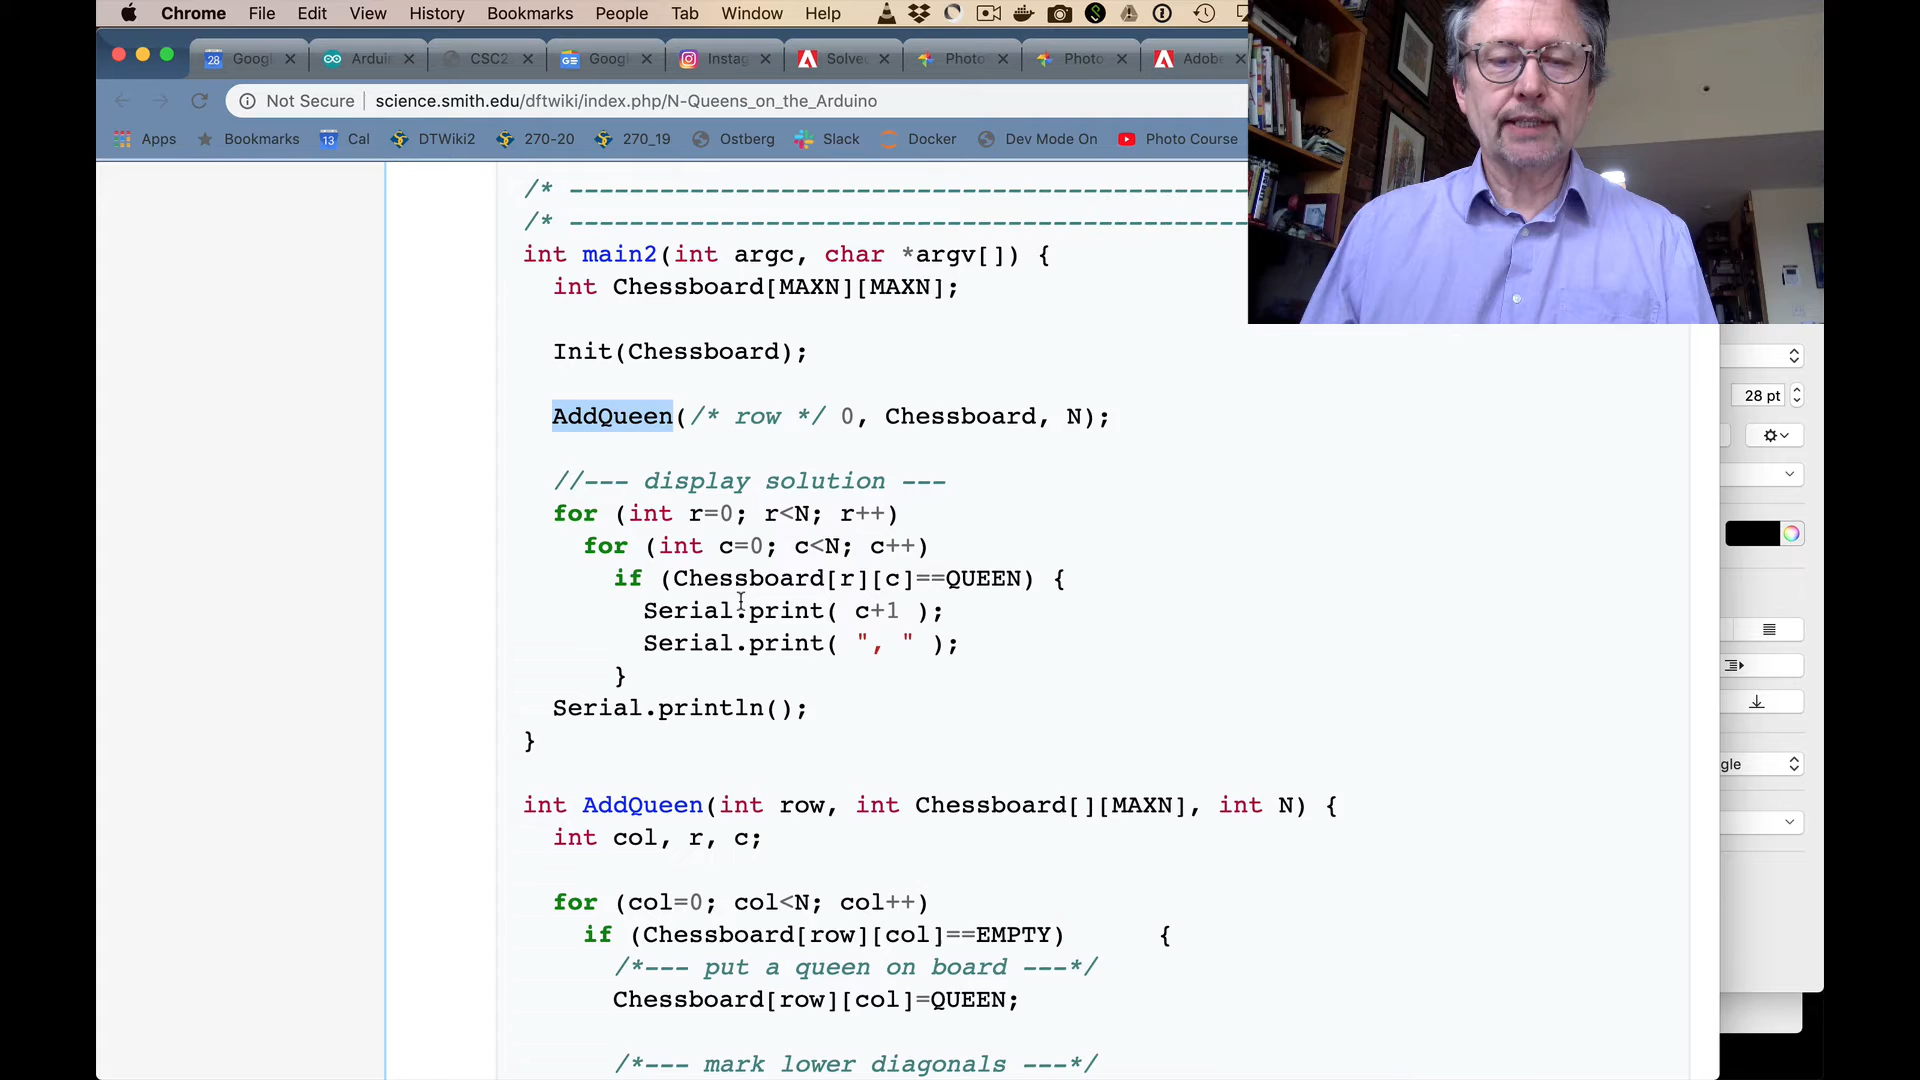 Chrome File Edit View History Bookmarks People Tab Window Help
28 Googl × Arduin × CSC2 × Googl × Instag × Solved × Photo × Photo × Adobe
Not Secure | science.smith.edu/dftwiki/index.php/N-Queens_on_the_Arduino
Apps Bookmarks 13 Cal DTWiki2 270-20 270_19 Ostberg Slack Docker Dev Mode On Photo Course
/* ---------------------------------------------
/* ---------------------------------------------
int main2(int argc, char *argv[]) {
int Chessboard[MAXN][MAXN];
Init(Chessboard);
AddQueen(/* row */ 0, Chessboard, N);
//--- display solution ---
for (int r=0; r<N; r++)
for (int c=0; c<N; c++)
if (Chessboard[r][c]==QUEEN) {
Serial.print( c+1 );
Serial.print( ", " );
}
Serial.println();
}
int AddQueen(int row, int Chessboard[][MAXN], int N) {
int col, r, c;
for (col=0; col<N; col++)
if (Chessboard[row][col]==EMPTY) {
/*--- put a queen on board ---*/
Chessboard[row][col]=QUEEN;
/*--- mark lower diagonals ---*/
28 pt
gle